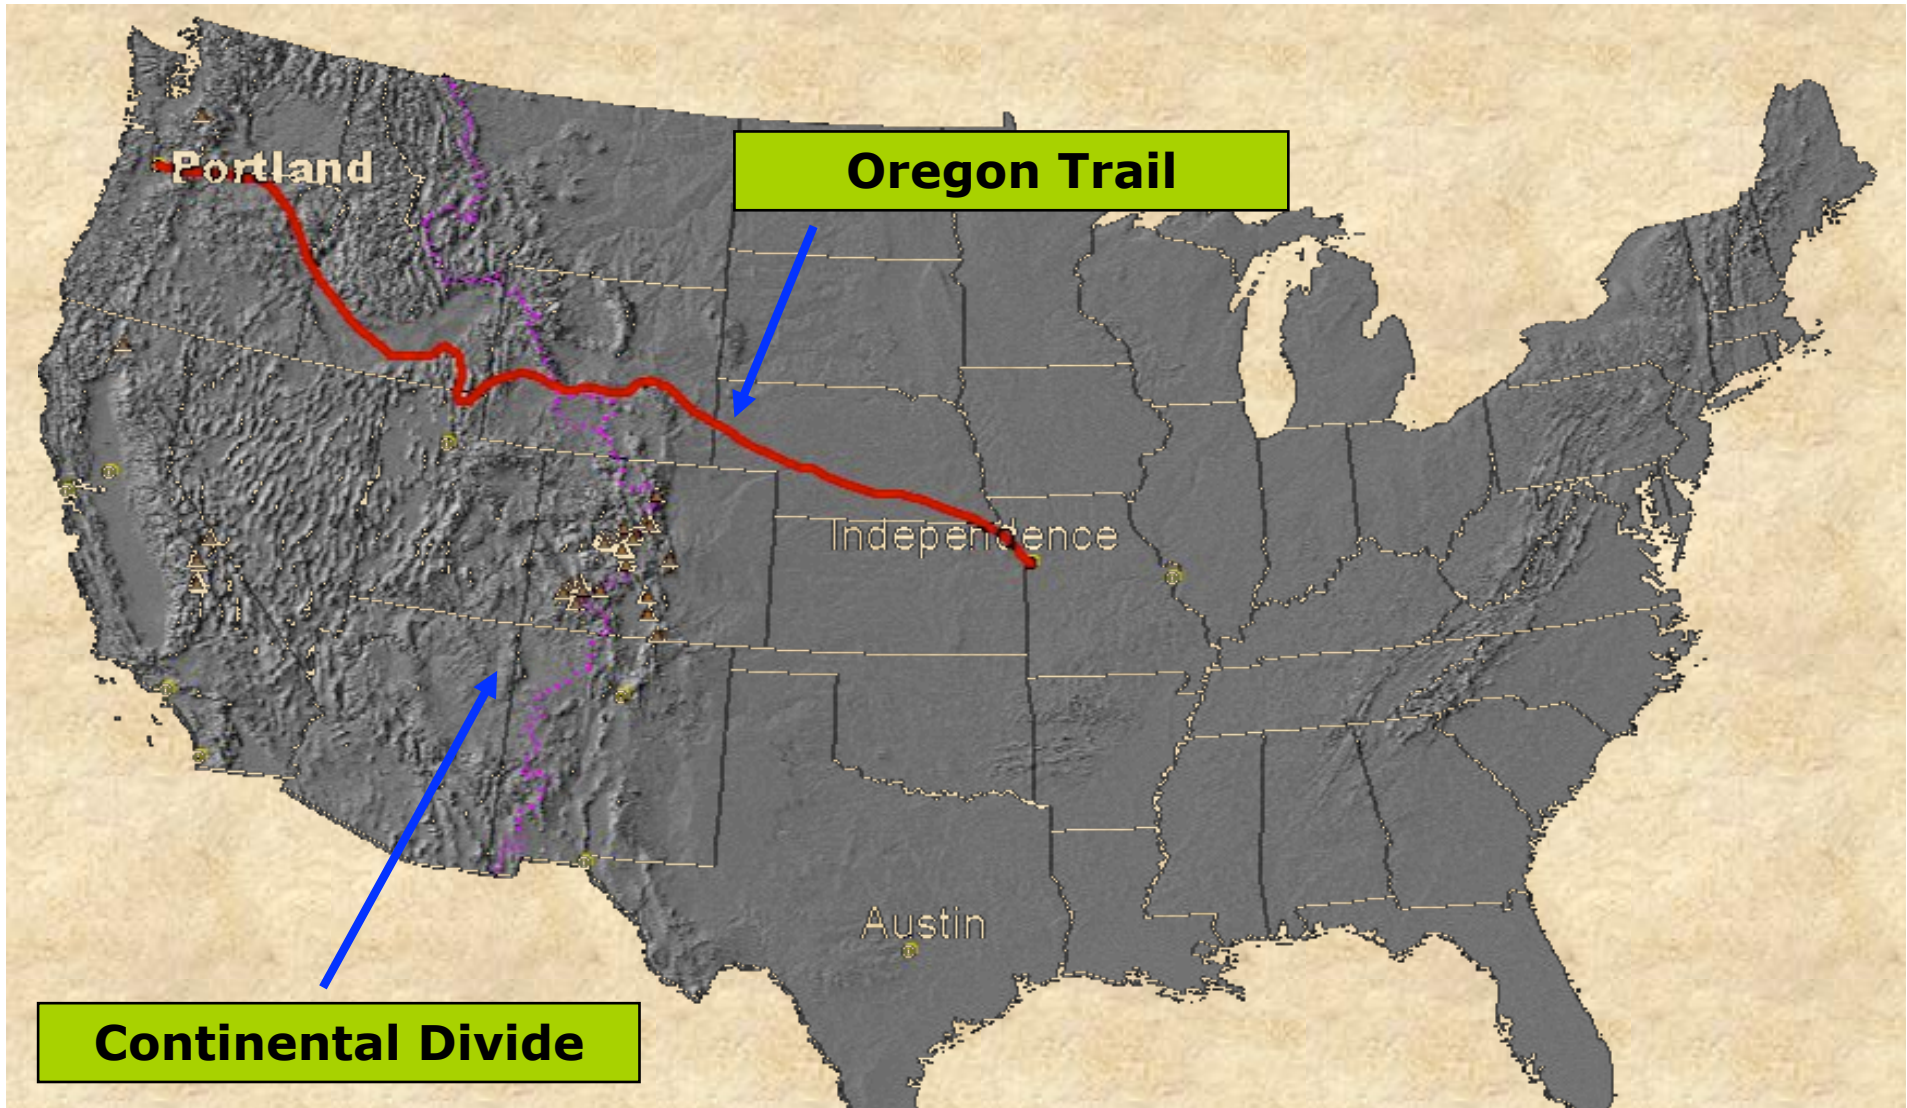 Oregon Trail
Portland
Independence
Austin
Continental Divide